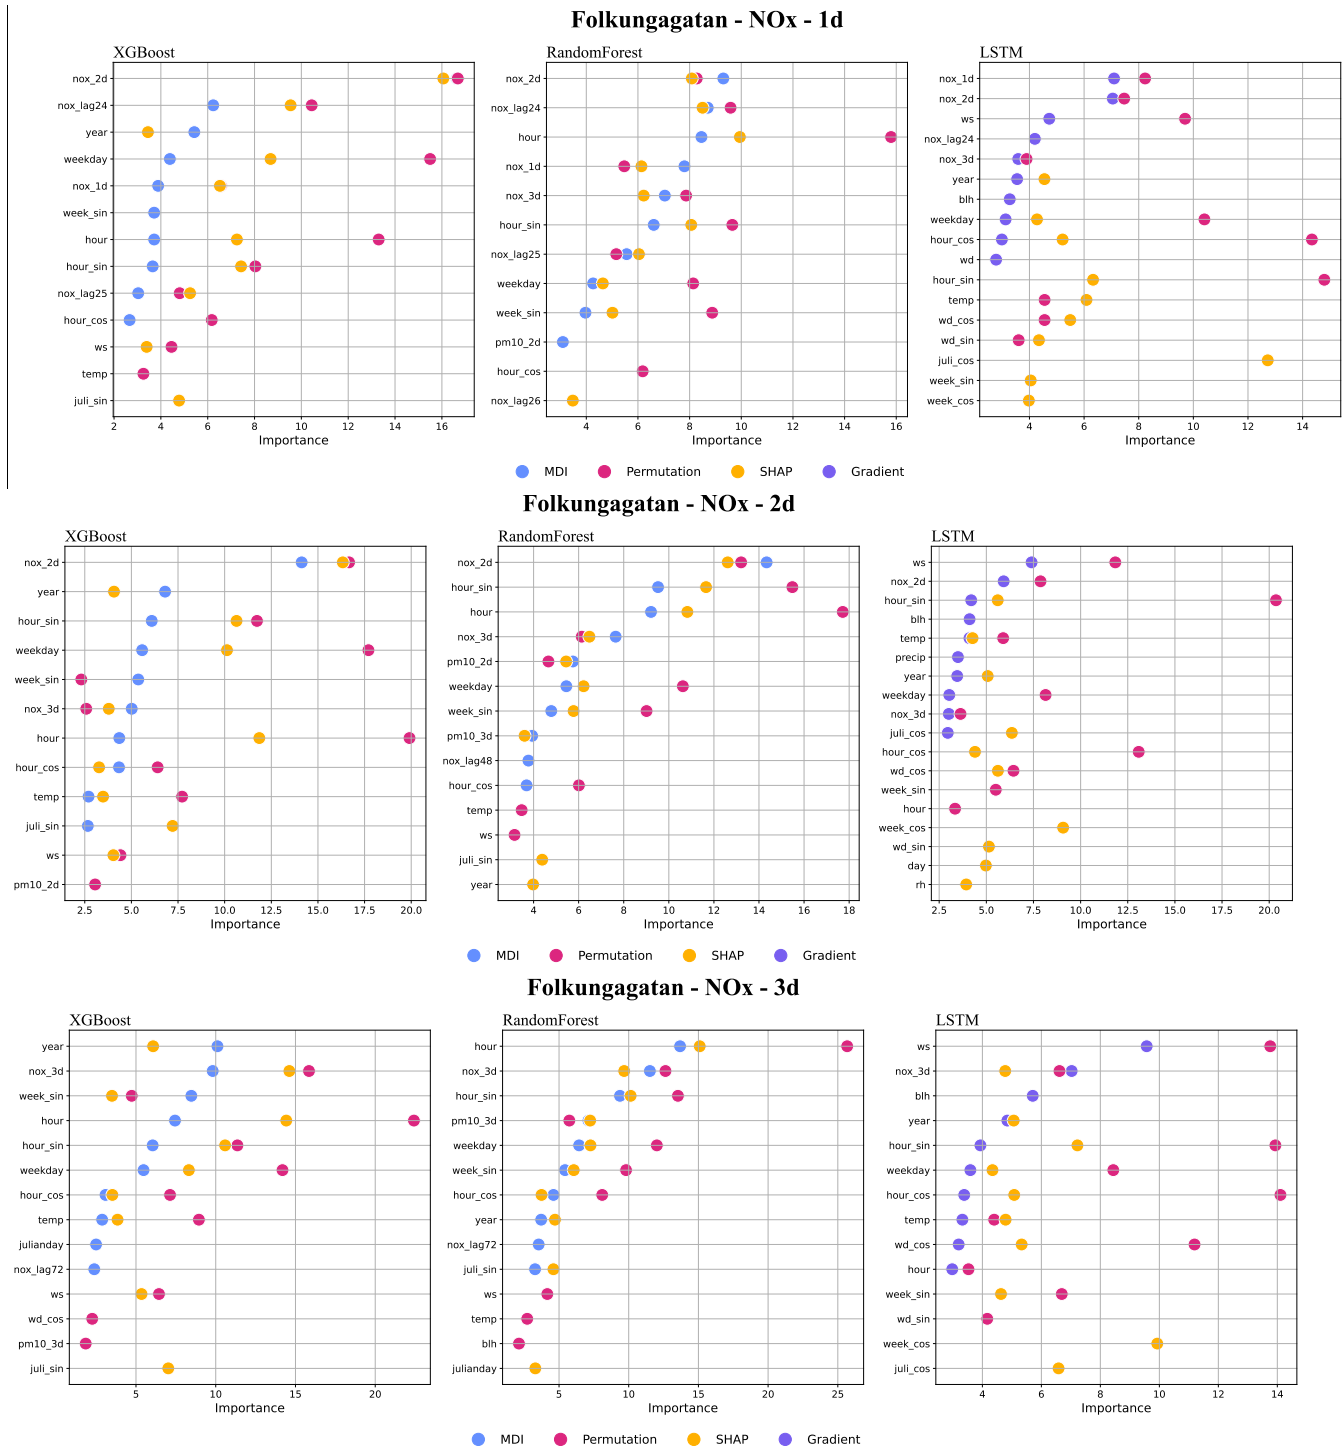 Folkungagatan - NOx - 1d
XGBoost
nox_2d
nox_lag24
year
weekday
nox_1d
week_sin
hour
hour_sin
nox_lag25
hour_cos
ws
temp
juli_sin
2 4 6 8 10 12 14 16
Importance
RandomForest
nox_2d
nox_lag24
hour
nox_1d
nox_3d
hour_sin
nox_lag25
weekday
week_sin
pm10_2d
hour_cos
nox_lag26
4 6 8 10 12 14 16
Importance
LSTM
nox_1d
nox_2d
ws
nox_lag24
nox_3d
year
blh
weekday
hour_cos
wd
hour_sin
temp
wd_cos
wd_sin
juli_cos
week_sin
week_cos
4 6 8 10 12 14
Importance
MDI Permutation SHAP Gradient
Folkungagatan - NOx - 2d
XGBoost
nox_2d
year
hour_sin
weekday
week_sin
nox_3d
hour
hour_cos
temp
juli_sin
ws
pm10_2d
2.5 5.0 7.5 10.0 12.5 15.0 17.5 20.0
Importance
RandomForest
nox_2d
hour_sin
hour
nox_3d
pm10_2d
weekday
week_sin
pm10_3d
nox_lag48
hour_cos
temp
ws
juli_sin
year
4 6 8 10 12 14 16 18
Importance
LSTM
ws
nox_2d
hour_sin
blh
temp
precip
year
weekday
nox_3d
juli_cos
hour_cos
wd_cos
week_sin
hour
week_cos
wd_sin
day
rh
2.5 5.0 7.5 10.0 12.5 15.0 17.5 20.0
Importance
MDI Permutation SHAP Gradient
Folkungagatan - NOx - 3d
XGBoost
year
nox_3d
week_sin
hour
hour_sin
weekday
hour_cos
temp
julianday
nox_lag72
ws
wd_cos
pm10_3d
juli_sin
5 10 15 20
Importance
RandomForest
hour
nox_3d
hour_sin
pm10_3d
weekday
week_sin
hour_cos
year
nox_lag72
juli_sin
ws
temp
blh
julianday
5 10 15 20 25
Importance
LSTM
ws
nox_3d
blh
year
hour_sin
weekday
hour_cos
temp
wd_cos
hour
week_sin
wd_sin
week_cos
juli_cos
4 6 8 10 12 14
Importance
MDI Permutation SHAP Gradient